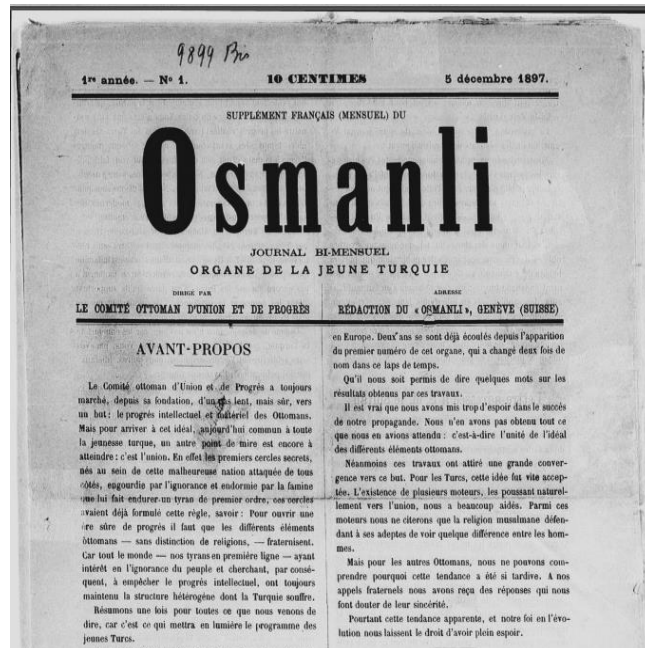 9899 Bis
1re année. — No 1.
10 CENTIMES
5 décembre 1897.
SUPPLÉMENT FRANÇAIS (MENSUEL) DU
Osmanli
JOURNAL BI-MENSUEL
ORGANE DE LA JEUNE TURQUIE
DIRIGÉ PAR
LE COMITÉ OTTOMAN D'UNION ET DE PROGRÈS
ADRESSE
RÉDACTION DU « OSMANLI », GENÈVE (SUISSE)
AVANT-PROPOS
Le Comité ottoman d'Union et de Progrès a toujours
marché, depuis sa fondation, d'un pas lent, mais sûr, vers
un but : le progrès intellectuel et matériel des Ottomans.
Mais pour arriver à cet idéal, aujourd'hui commun à toute
la jeunesse turque, un autre point de mire est encore à
atteindre : c'est l'union. En effet les premiers cercles secrets,
nés au sein de cette malheureuse nation attaquée de tous
côtés, engourdie par l'ignorance et endormie par la famine
que lui fait endurer un tyran de premier ordre, ces cercles
avaient déjà formulé cette règle, savoir : Pour ouvrir une
ère sûre de progrès il faut que les différents éléments
ottomans — sans distinction de religions, — fraternisent.
Car tout le monde — nos tyrans en première ligne — ayant
intérêt en l'ignorance du peuple et cherchant, par consé-
quent, à empêcher le progrès intellectuel, ont toujours
maintenu la structure hétérogène dont la Turquie souffre.
Résumons une fois pour toutes ce que nous venons de
dire, car c'est ce qui mettra en lumière le programme des
jeunes Turcs.
en Europe. Deux ans se sont déjà écoulés depuis l'apparition
du premier numéro de cet organe, qui a changé deux fois de
nom dans ce laps de temps.
Qu'il nous soit permis de dire quelques mots sur les
résultats obtenus par ces travaux.
Il est vrai que nous avons mis trop d'espoir dans le succès
de notre propagande. Nous n'en avons pas obtenu tout ce
que nous en avions attendu : c'est-à-dire l'unité de l'idéal
des différents éléments ottomans.
Néanmoins ces travaux ont attiré une grande conver-
gence vers ce but. Pour les Turcs, cette idée fut vite accep-
tée. L'existence de plusieurs moteurs, les poussant naturel-
lement vers l'union, nous a beaucoup aidés. Parmi ces
moteurs nous ne citerons que la religion musulmane défen-
dant à ses adeptes de voir quelque différence entre les hom-
mes.
Mais pour les autres Ottomans, nous ne pouvons com-
prendre pourquoi cette tendance a été si tardive. A nos
appels fraternels nous avons reçu des réponses qui nous
font douter de leur sincérité.
Pourtant cette tendance apparente, et notre foi en l'évo-
lution nous laissent le droit d'avoir plein espoir.